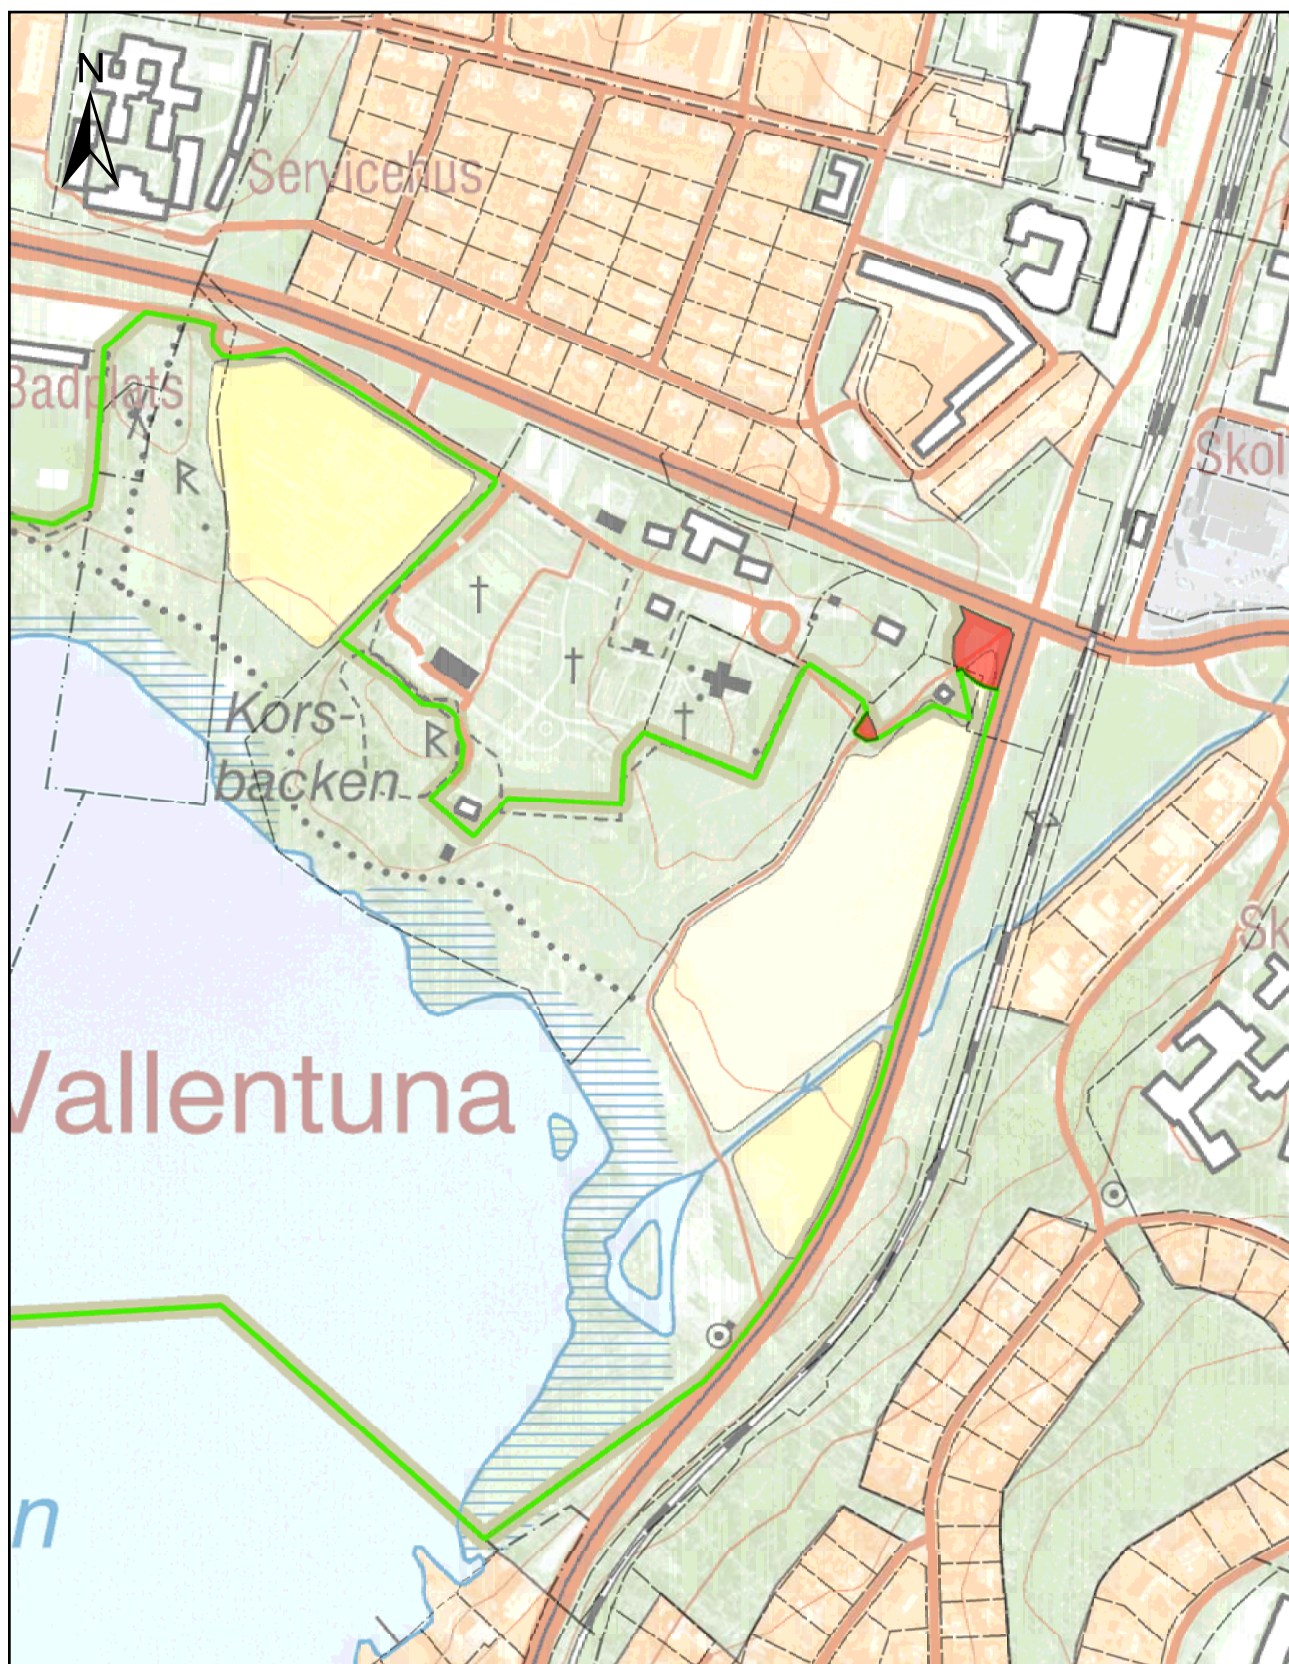 N
Servicehus
Badplats
Skol
R
Kors-
backen
R
Sk
Vallentuna
n